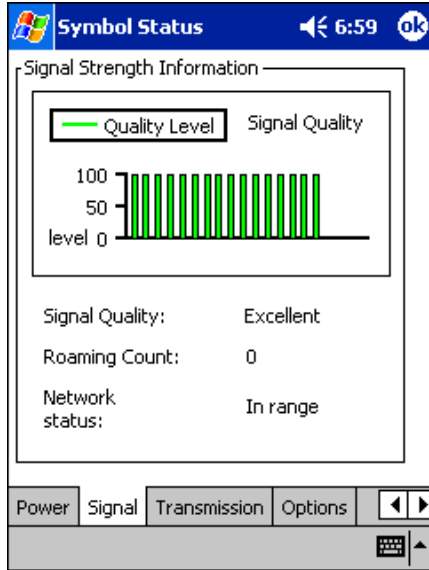 Symbol Status 6:59 ok
Signal Strength Information
Quality Level Signal Quality
100
50
level 0
Signal Quality: Excellent
Roaming Count: 0
Network
status: In range
Power Signal Transmission Options